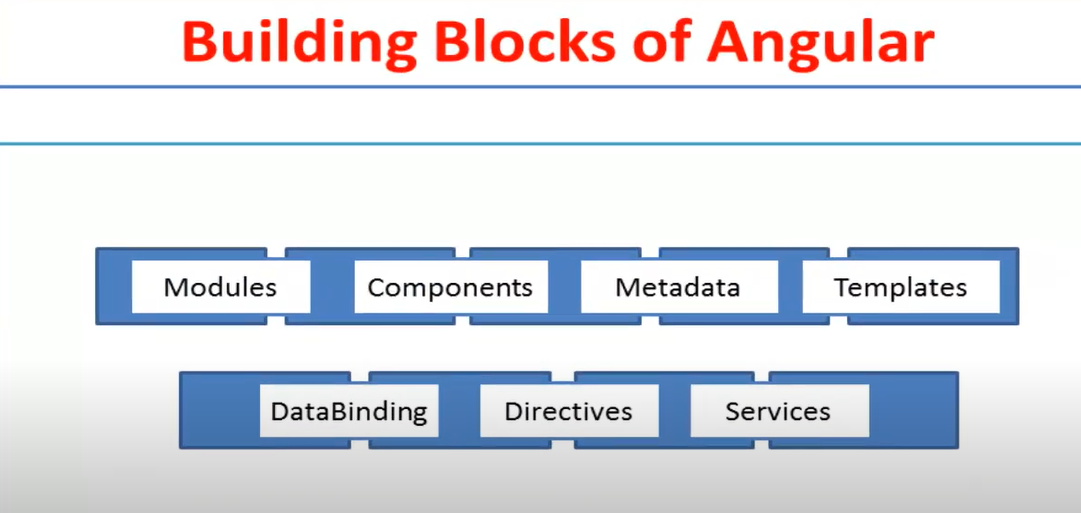 Building Blocks of Angular
Modules Components Metadata Templates
DataBinding Directives Services